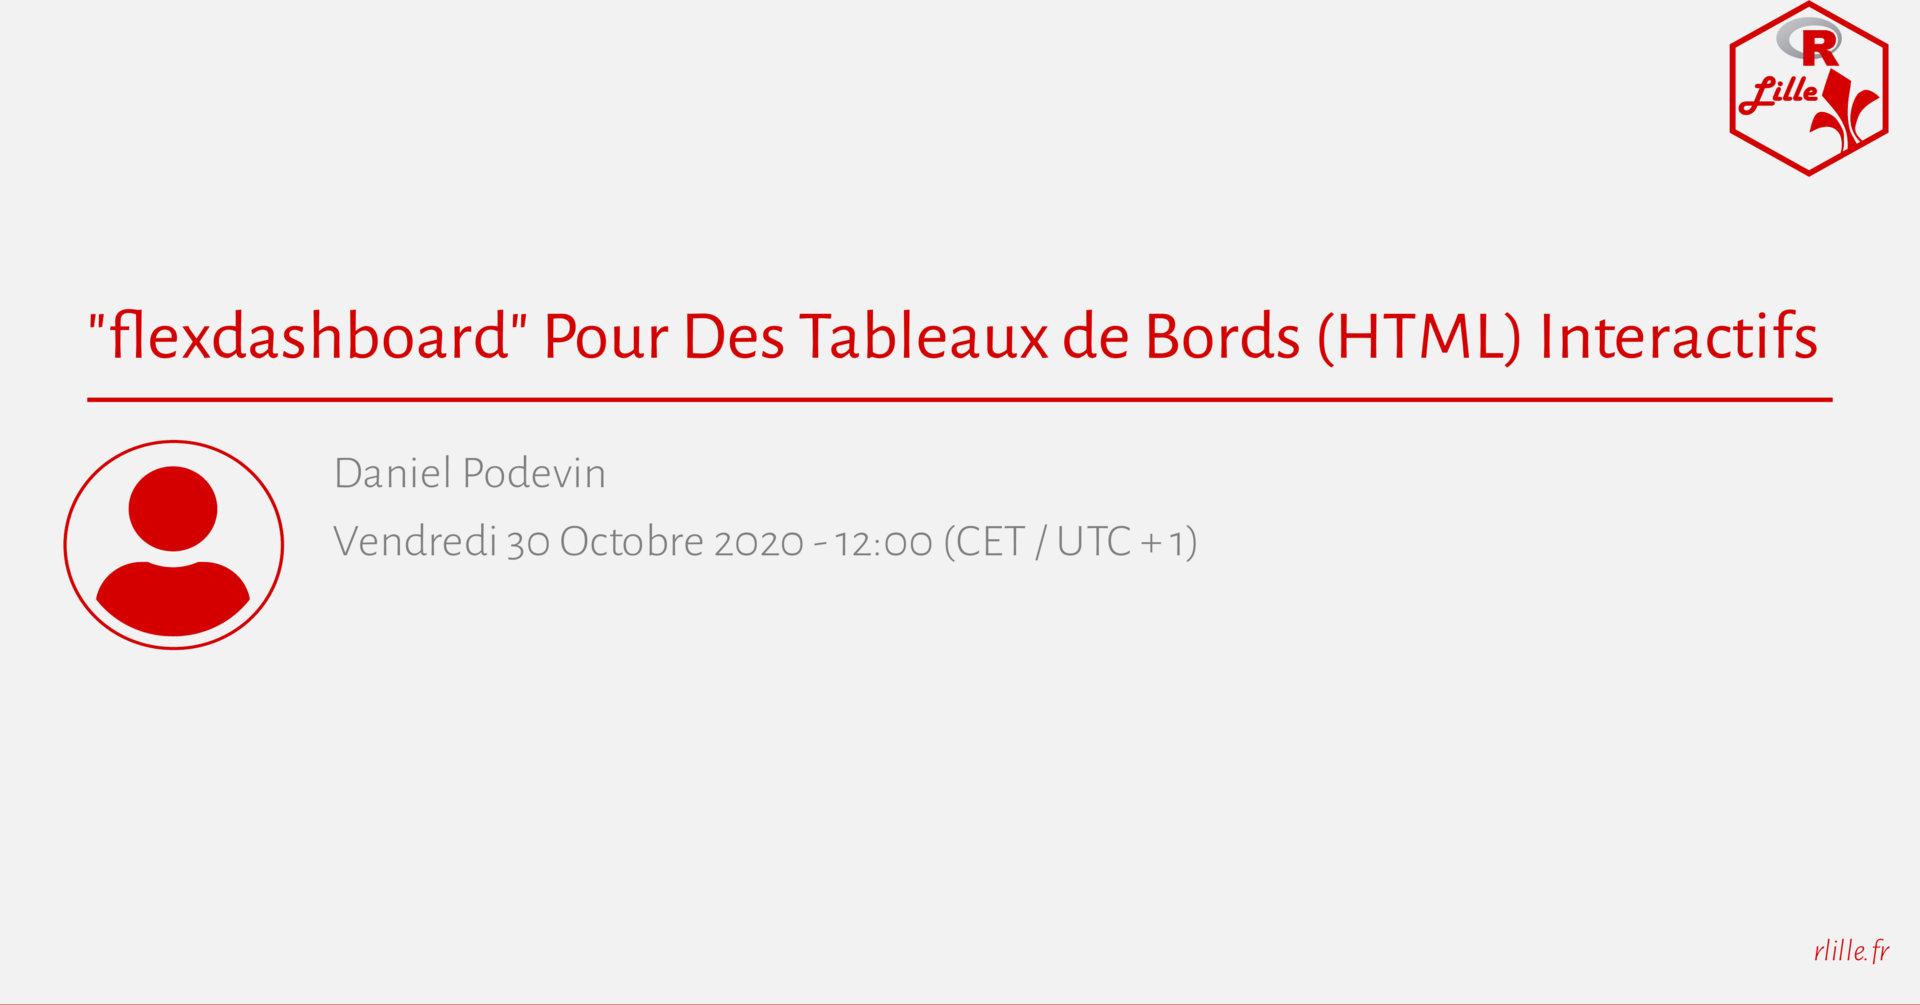 R
Lille
"flexdashboard" Pour Des Tableaux de Bords (HTML) Interactifs
Daniel Podevin
Vendredi 30 Octobre 2020 - 12:00 (CET / UTC + 1)
rlille.fr